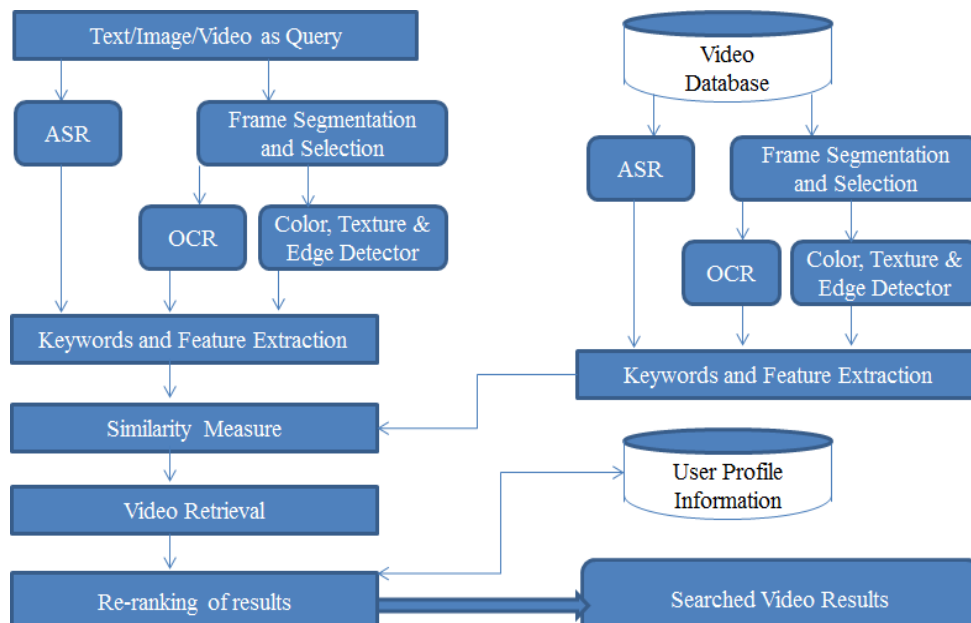 Text/Image/Video as Query
ASR
Frame Segmentation
and Selection
OCR
Color, Texture &
Edge Detector
Keywords and Feature Extraction
Similarity Measure
Video Retrieval
Re-ranking of results
Video
Database
ASR
Frame Segmentation
and Selection
OCR
Color, Texture &
Edge Detector
Keywords and Feature Extraction
User Profile
Information
Searched Video Results